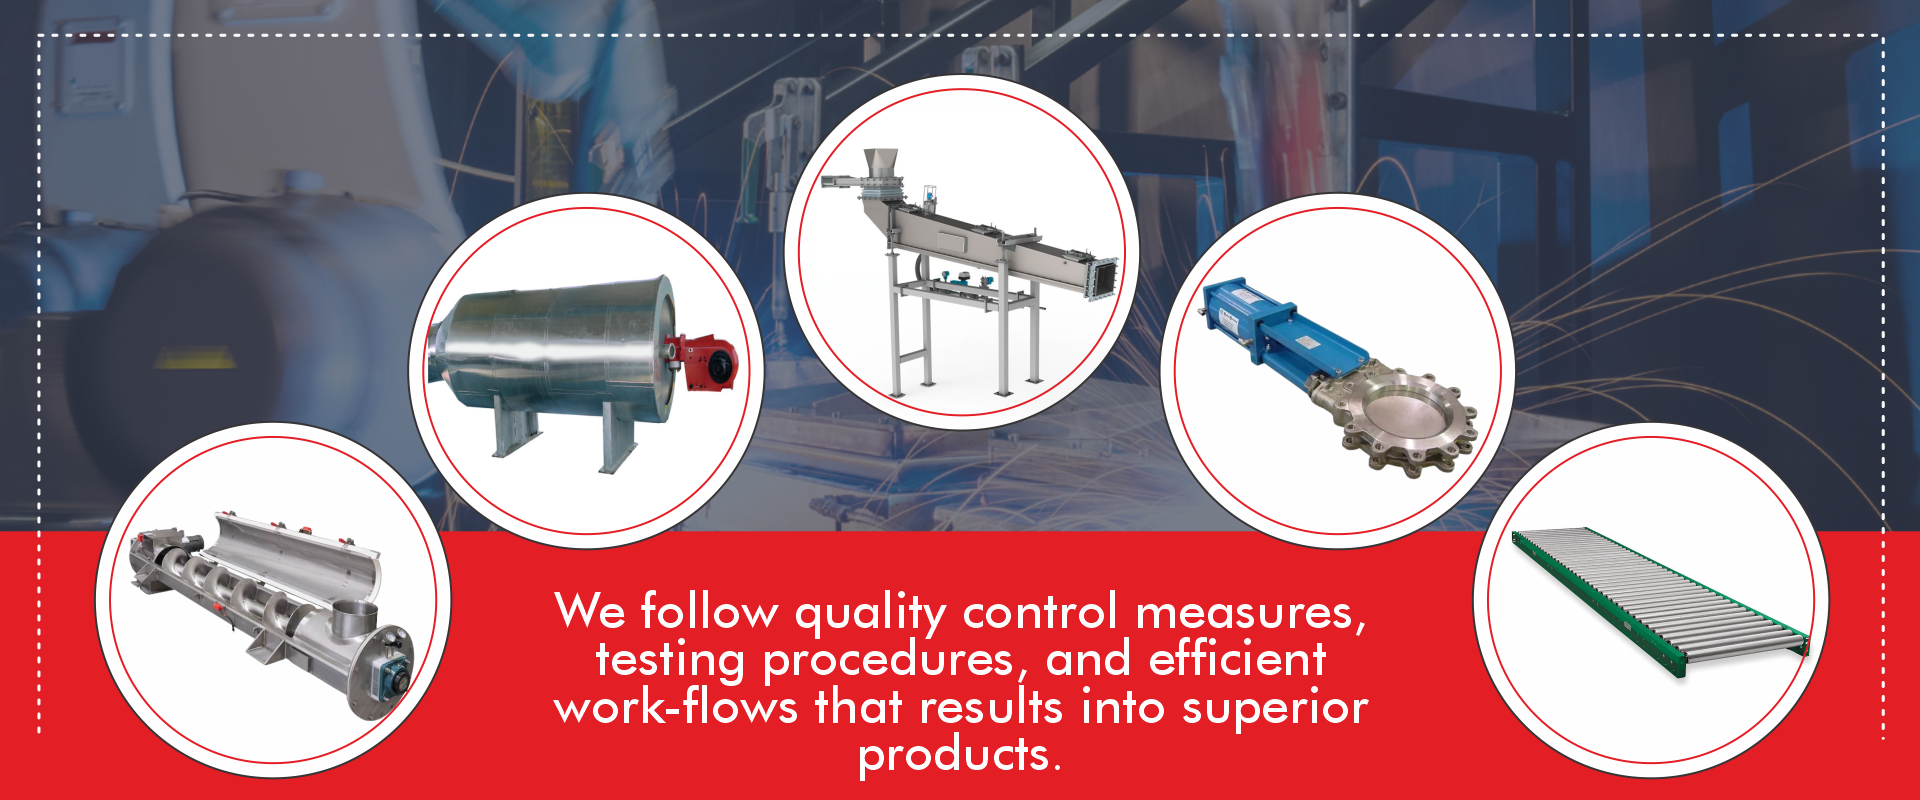 We follow quality control measures,
testing procedures, and efficient
work-flows that results into superior
products.